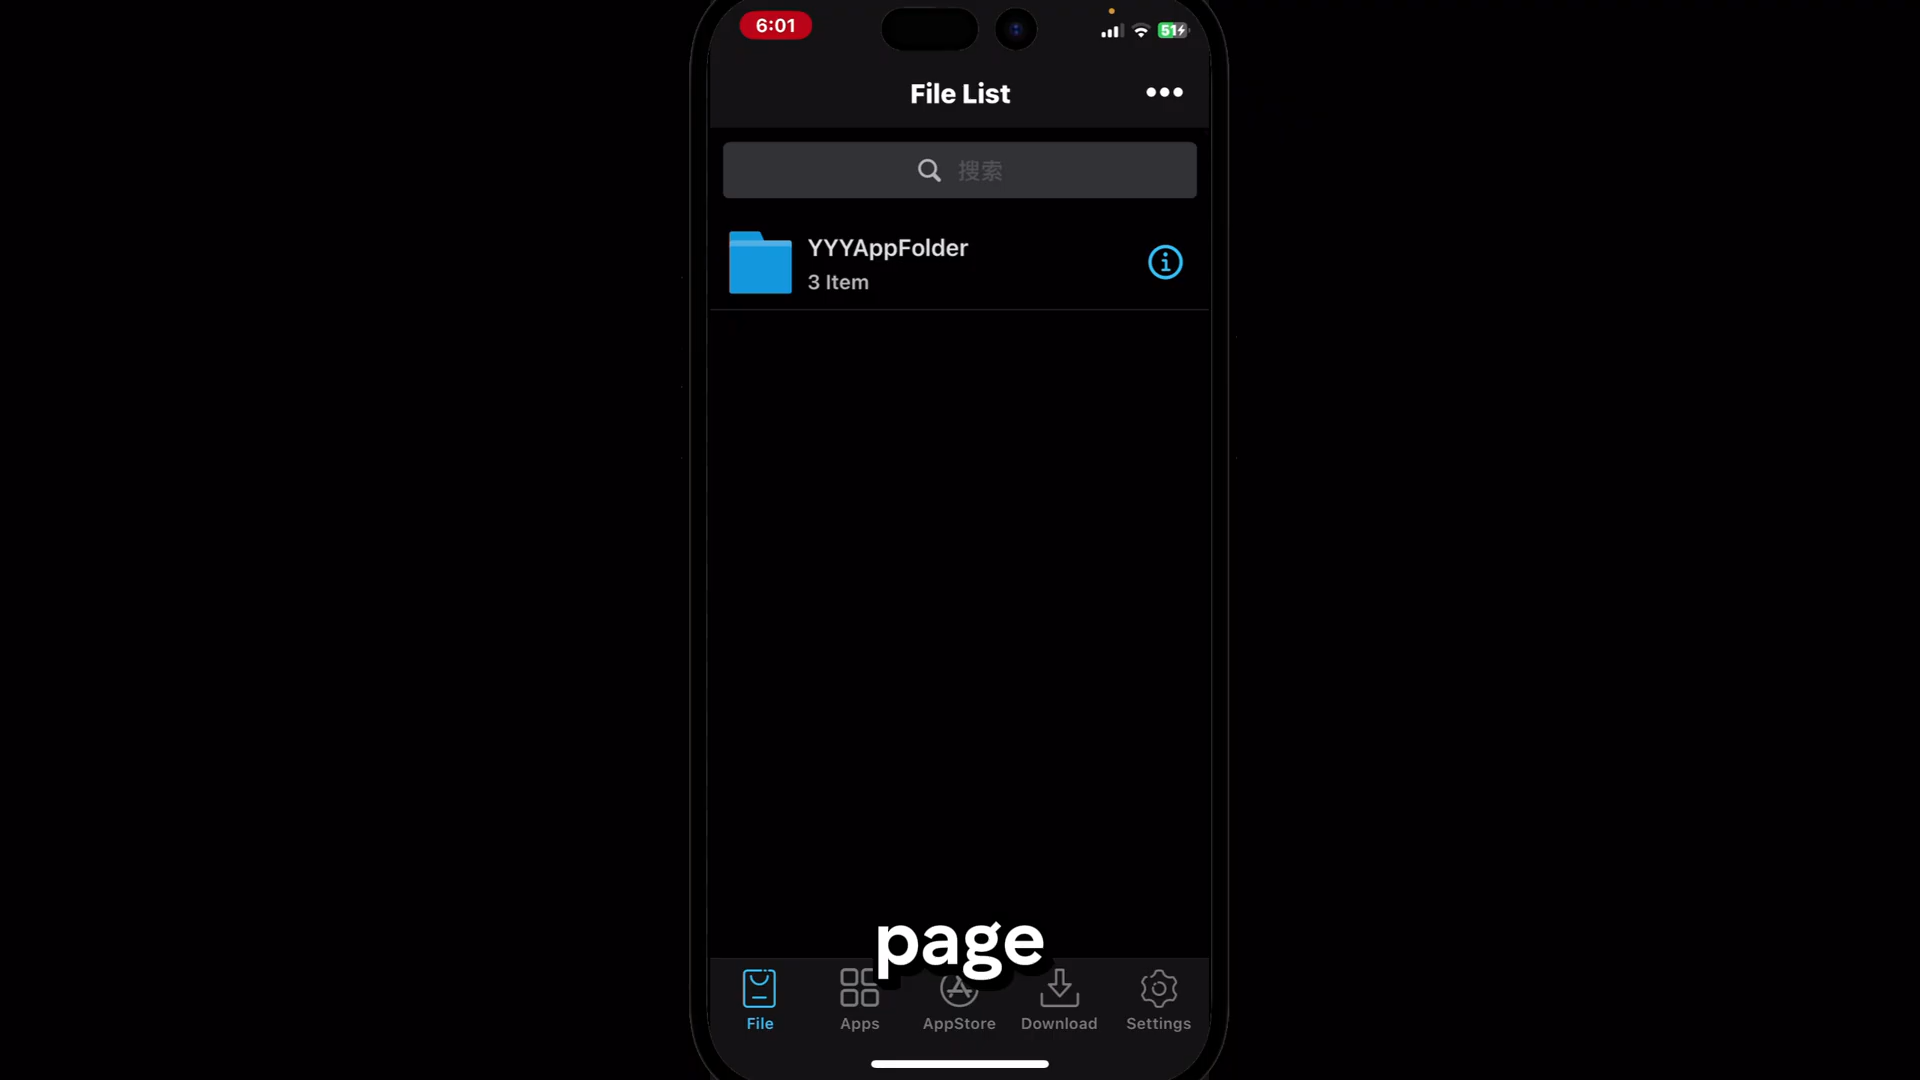 6:01
51
File List
搜索
YYYAppFolder
3 Item
page
File
Apps
AppStore
Download
Settings